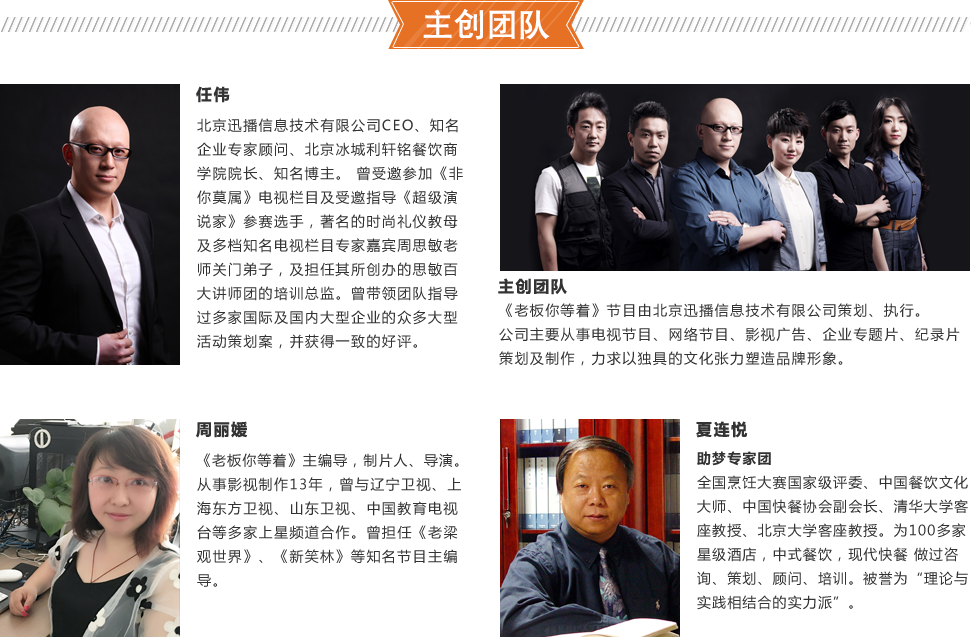 主创团队
任伟
北京迅播信息技术有限公司CEO、知名
企业专家顾问、北京冰城利轩铭餐饮商
学院院长、知名博主。 曾受邀参加《非
你莫属》电视栏目及受邀指导《超级演
说家》参赛选手，著名的时尚礼仪教母
及多档知名电视栏目专家嘉宾周思敏老
师关门弟子，及担任其所创办的思敏百
大讲师团的培训总监。曾带领团队指导
过多家国际及国内大型企业的众多大型
活动策划案，并获得一致的好评。
主创团队
《老板你等着》节目由北京迅播信息技术有限公司策划、执行。
公司主要从事电视节目、网络节目、影视广告、企业专题片、纪录片
策划及制作，力求以独具的文化张力塑造品牌形象。
周丽媛
《老板你等着》主编导，制片人、导演。
从事影视制作13年，曾与辽宁卫视、上
海东方卫视、山东卫视、中国教育电视
台等多家上星频道合作。曾担任《老梁
观世界》、《新笑林》等知名节目主编
导。
夏连悦
助梦专家团
全国烹饪大赛国家级评委、中国餐饮文化
大师、中国快餐协会副会长、清华大学客
座教授、北京大学客座教授。为100多家
星级酒店，中式餐饮，现代快餐 做过咨
询、策划、顾问、培训。被誉为“理论与
实践相结合的实力派”。